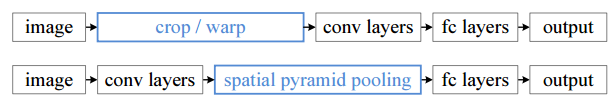 image crop / warp conv layers fc layers output
image conv layers spatial pyramid pooling fc layers output